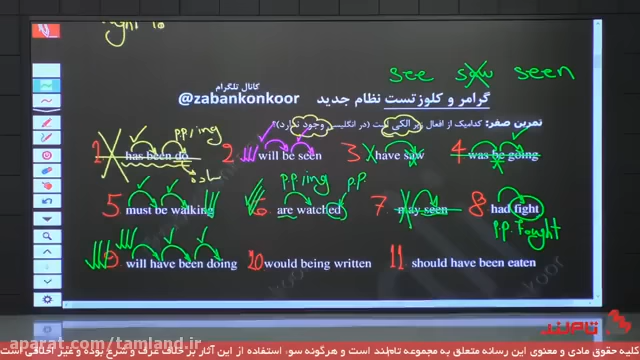 ought to
see saw seen
کانال تلگرام
@zabankonkoor گرامر و کلوزتست نظام جدید
تمرین صفر: کدامیک از افعال زیر الکی است (در انگلیسی وجود ندارد)؟
pp/ing
1 has been do 2 will be seen 3 have saw 4 was be going
pp/ing P.P
5 must be walking 6 are watched 7 may seen 8 had fight
P.P. Fought
9 will have been doing 10 would being written 11 should have been eaten
koor
تاملند
aparat.com/tamland.ir
کلیه حقوق مادی و معنوی این رسانه متعلق به مجموعه تاملند است و هرگونه سوء استفاده از این آثار بر خلاف عرف و شرع بوده و غیر اخلاقی است